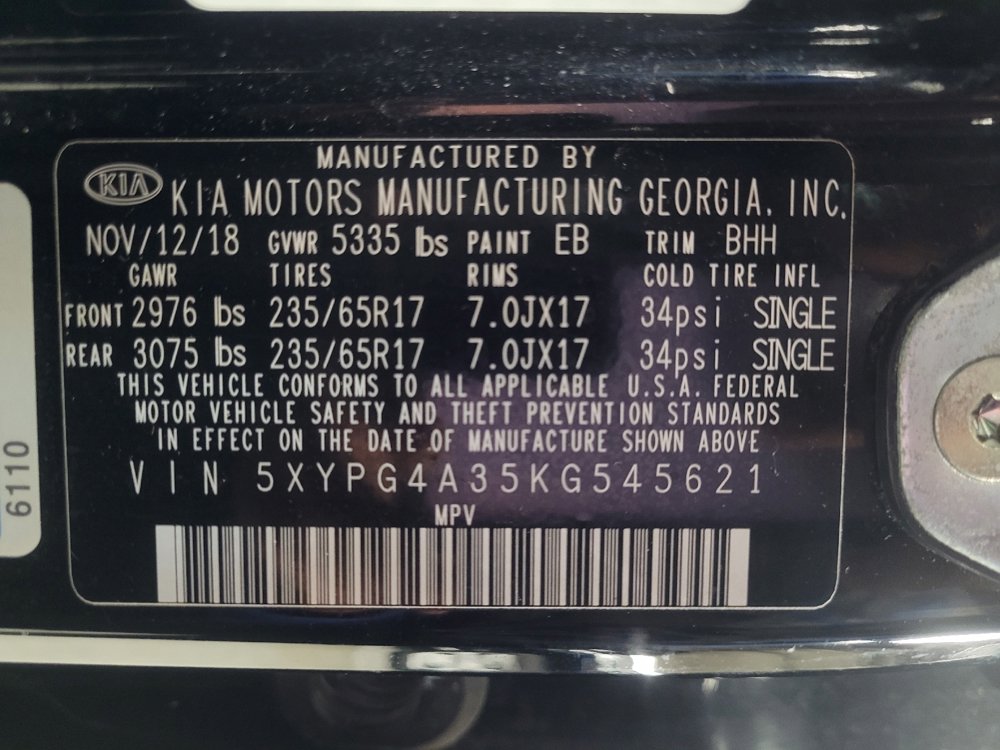 MANUFACTURED BY
KIA KIA MOTORS MANUFACTURING GEORGIA, INC.
NOV/12/18 GVWR 5335 lbs PAINT EB TRIM BHH
GAWR TIRES RIMS COLD TIRE INFL
FRONT 2976 lbs 235/65R17 7.0JX17 34psi SINGLE
REAR 3075 lbs 235/65R17 7.0JX17 34psi SINGLE
THIS VEHICLE CONFORMS TO ALL APPLICABLE U.S.A. FEDERAL
MOTOR VEHICLE SAFETY AND THEFT PREVENTION STANDARDS
IN EFFECT ON THE DATE OF MANUFACTURE SHOWN ABOVE
VIN 5XYPG4A35KG545621
MPV
6110